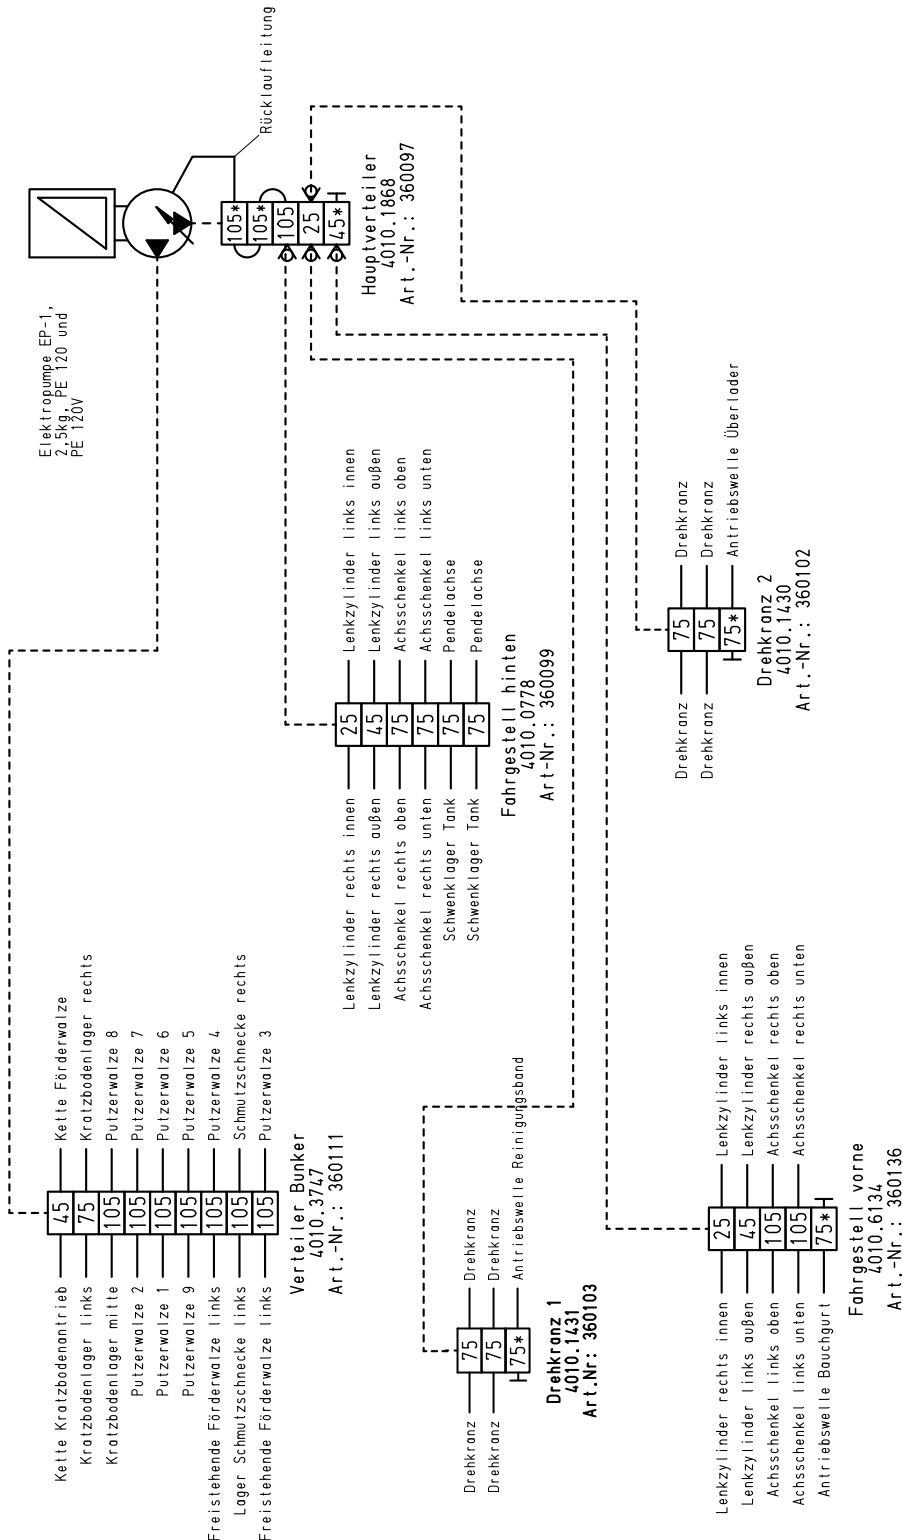 Elektropumpe EP-1,
2,5kg, PE 120 und
PE 120V
Rücklaufleitung
105*
105*
105
25
45*
Hauptverteiler
4010.1868
Art.-Nr.: 360097
Kette Kratzbodenantrieb 45 Kette Förderwalze
Kratzbodenlager links 75 Kratzbodenlager rechts
Kratzbodenlager mitte 105 Putzerwalze 8
Putzerwalze 2 105 Putzerwalze 7
Putzerwalze 1 105 Putzerwalze 6
Putzerwalze 9 105 Putzerwalze 5
Freistehende Förderwalze links 105 Putzerwalze 4
Lager Schmutzschnecke links 105 Schmutzschnecke rechts
Freistehende Förderwalze links 105 Putzerwalze 3
Verteiler Bunker
4010.3747
Art.-Nr.: 360111
Lenkzylinder rechts innen 25 Lenkzylinder links innen
Lenkzylinder rechts außen 45 Lenkzylinder links außen
Achsschenkel rechts oben 75 Achsschenkel links oben
Achsschenkel rechts unten 75 Achsschenkel links unten
Schwenklager Tank 75 Pendelachse
Schwenklager Tank 75 Pendelachse
Fahrgestell hinten
4010.0778
Art-Nr.: 360099
Drehkranz 75 Drehkranz
Drehkranz 75 Drehkranz
75* Antriebswelle Reinigungsband
Drehkranz 1
4010.1431
Art.Nr: 360103
Drehkranz 75 Drehkranz
Drehkranz 75 Drehkranz
75* Antriebswelle Überlader
Drehkranz 2
4010.1430
Art.-Nr.: 360102
Lenkzylinder rechts innen 25 Lenkzylinder links innen
Lenkzylinder links außen 45 Lenkzylinder rechts außen
Achsschenkel links oben 105 Achsschenkel rechts oben
Achsschenkel links unten 105 Achsschenkel rechts unten
Antriebswelle Bauchgurt 75*
Fahrgestell vorne
4010.6134
Art.-Nr.: 360136